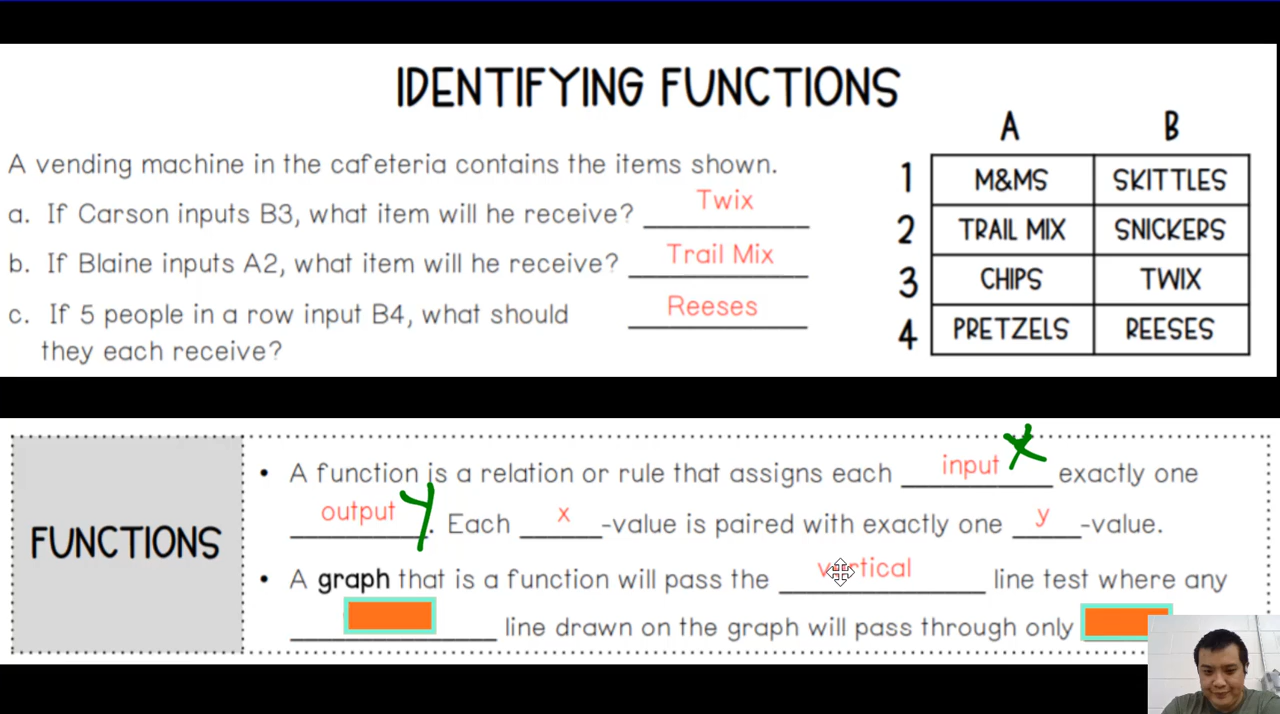 IDENTIFYING FUNCTIONS
A vending machine in the cafeteria contains the items shown.
a. If Carson inputs B3, what item will he receive? Twix
b. If Blaine inputs A2, what item will he receive? Trail Mix
c. If 5 people in a row input B4, what should Reeses
they each receive?
A B
1 M&MS SKITTLES
2 TRAIL MIX SNICKERS
3 CHIPS TWIX
4 PRETZELS REESES
FUNCTIONS
• A function is a relation or rule that assigns each input x exactly one
output y. Each x-value is paired with exactly one y-value.
• A graph that is a function will pass the vertical line test where any
line drawn on the graph will pass through only